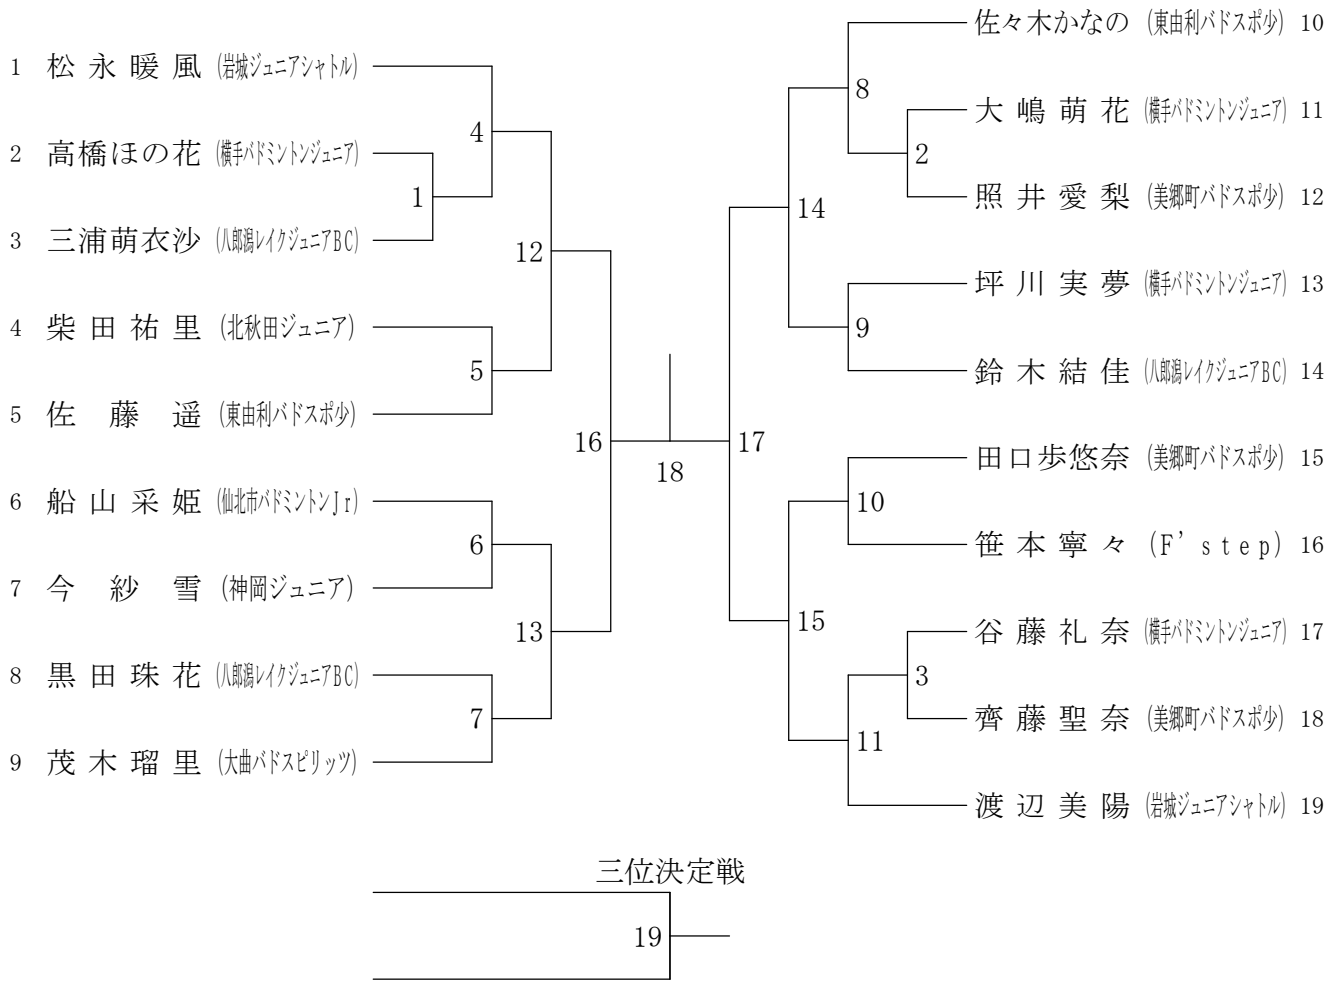 1 松永暖風 (岩城ジュニアシャトル)
2 高橋ほの花 (横手バドミントンジュニア)
3 三浦萌衣沙 (八郎潟レイクジュニアBC)
4 柴田祐里 (北秋田ジュニア)
5 佐藤遥 (東由利バドスポ少)
6 船山采姫 (仙北市バドミントンJr)
7 今紗雪 (神岡ジュニア)
8 黒田珠花 (八郎潟レイクジュニアBC)
9 茂木瑠里 (大曲バドスピリッツ)
1
4
5
12
6
7
13
16
18
17
14
8
2
9
15
10
11
3
佐々木かなの (東由利バドスポ少) 10
大嶋萌花 (横手バドミントンジュニア) 11
照井愛梨 (美郷町バドスポ少) 12
坪川実夢 (横手バドミントンジュニア) 13
鈴木結佳 (八郎潟レイクジュニアBC) 14
田口歩悠奈 (美郷町バドスポ少) 15
笹本寧々 (F’step) 16
谷藤礼奈 (横手バドミントンジュニア) 17
齊藤聖奈 (美郷町バドスポ少) 18
渡辺美陽 (岩城ジュニアシャトル) 19
三位決定戦
19